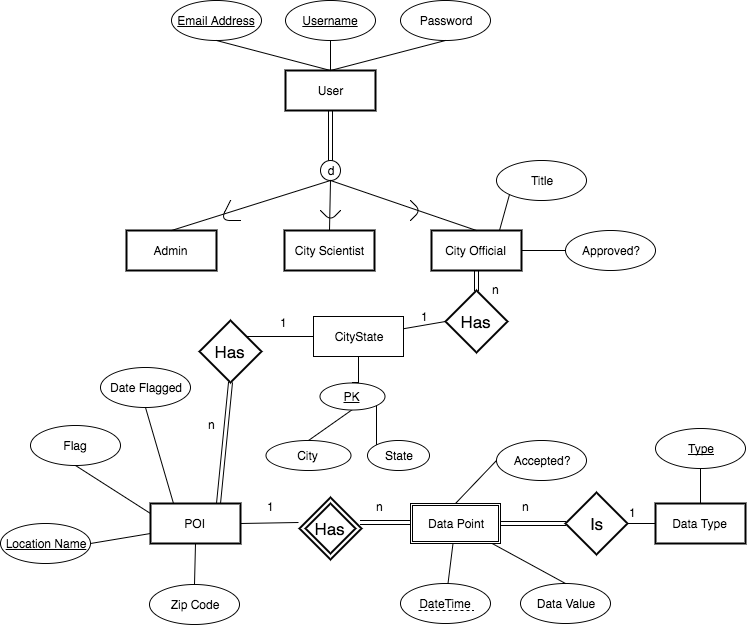 Email Address
Username
Password
User
d
Title
Admin
City Scientist
City Official
Approved?
n
1
1
Has
Has
CityState
Date Flagged
PK
n
Flag
City
State
Accepted?
Type
1
n
n
1
POI
Has
Data Point
Is
Data Type
Location Name
Zip Code
DateTime
Data Value